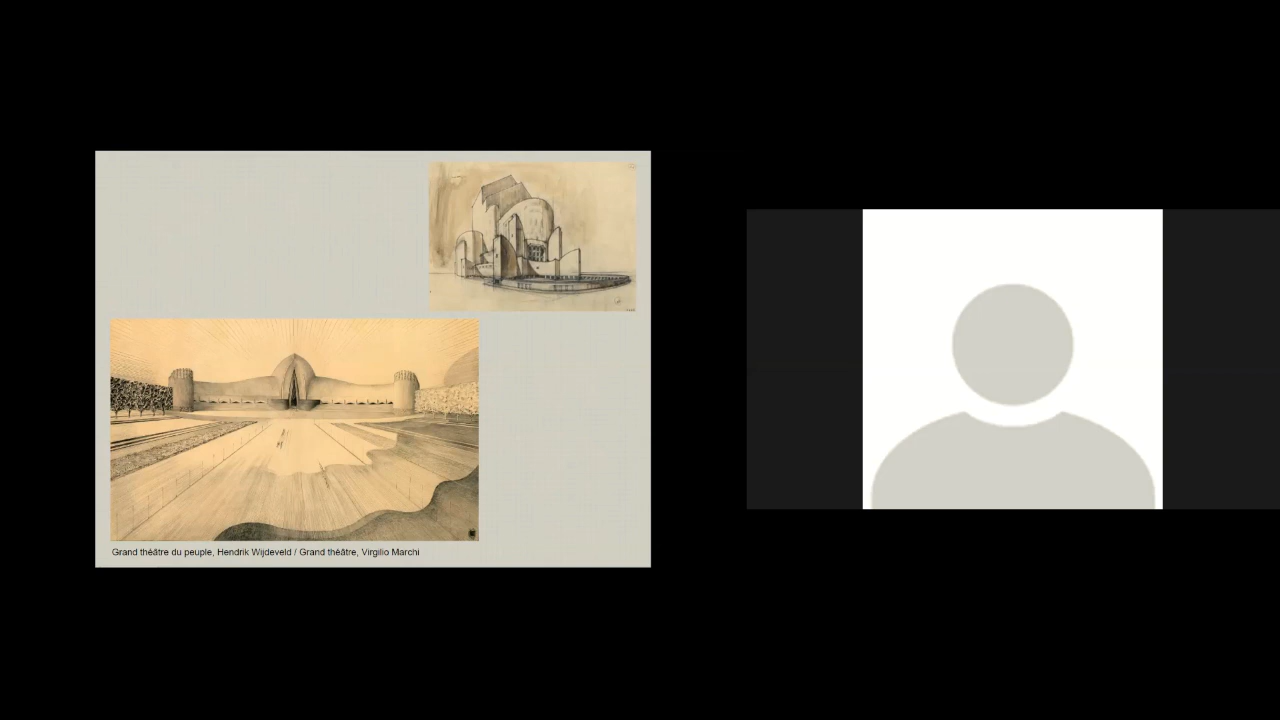 Grand théâtre du peuple, Hendrik Wijdeveld / Grand théâtre, Virgilio Marchi